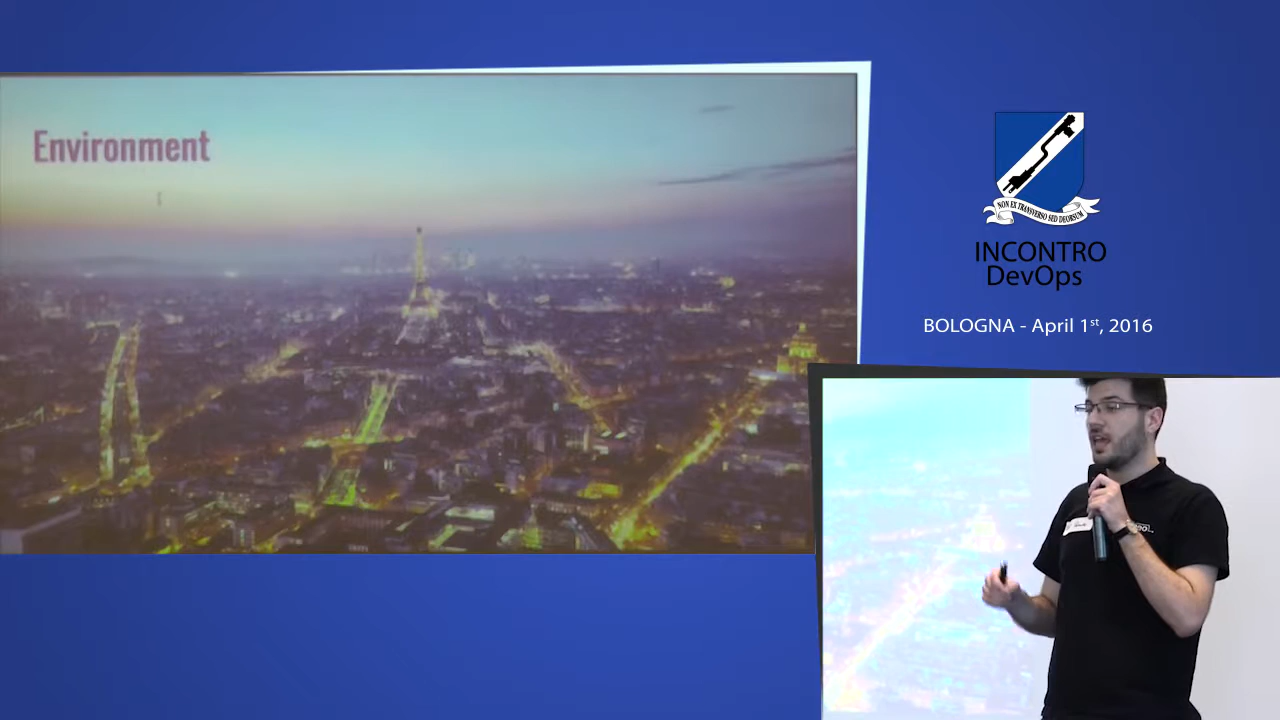 Environment
NON EX TRANSVERSO SED DEORSUM
INCONTRO
DevOps
BOLOGNA - April 1st, 2016